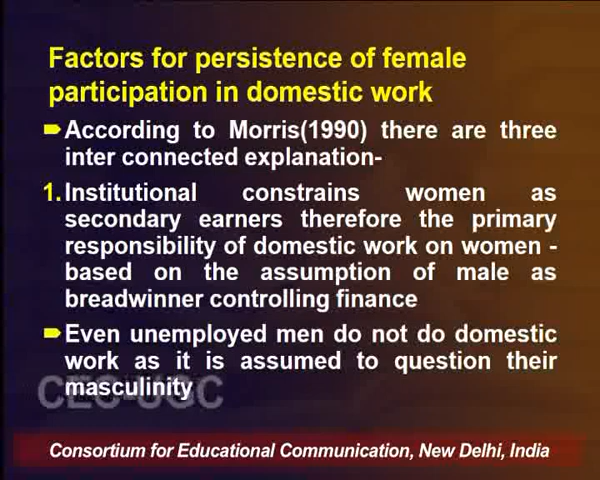 Factors for persistence of female
participation in domestic work
According to Morris(1990) there are three
inter connected explanation-
1. Institutional constrains women as
secondary earners therefore the primary
responsibility of domestic work on women -
based on the assumption of male as
breadwinner controlling finance
Even unemployed men do not do domestic
work as it is assumed to question their
masculinity
CEC-UGC
Consortium for Educational Communication, New Delhi, India